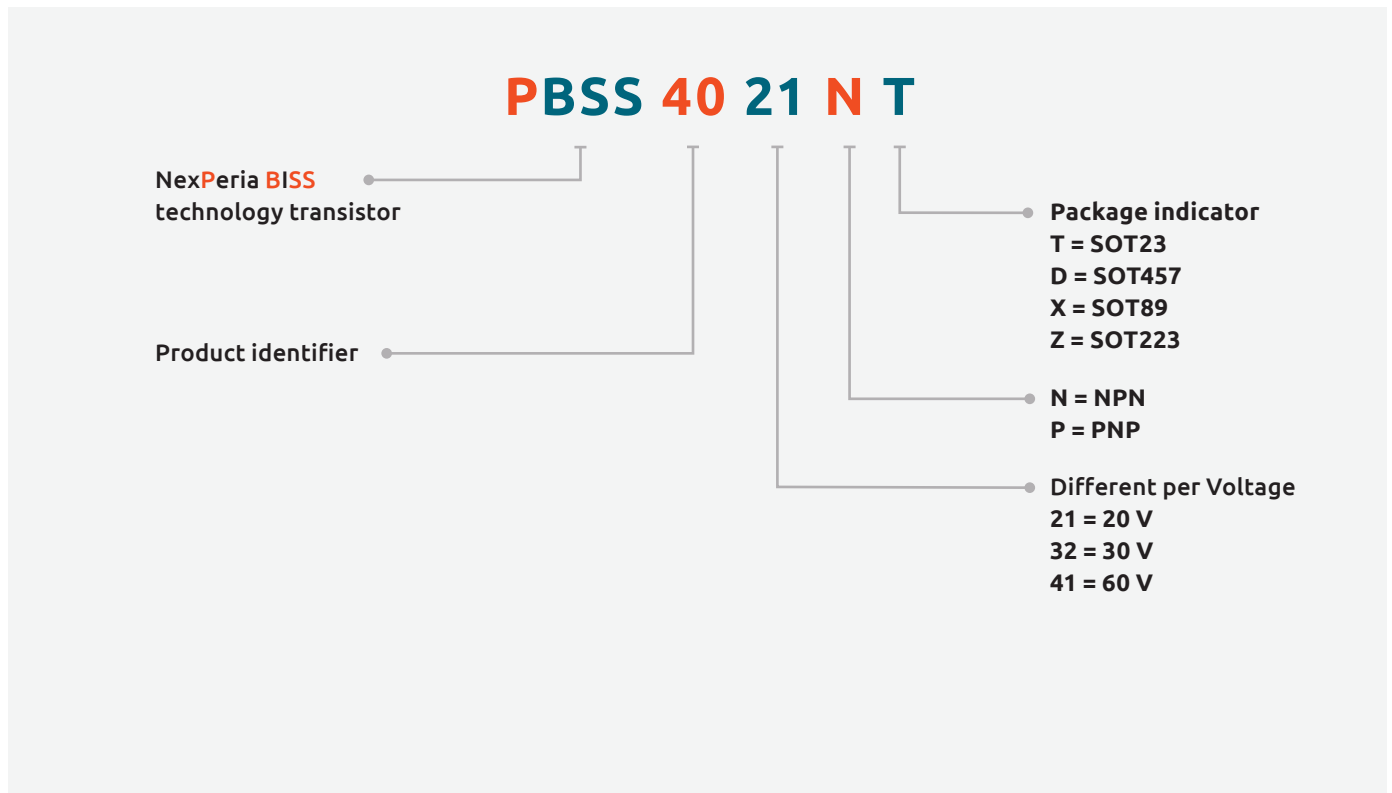 PBSS 40 21 N T
NexPeria BISS
technology transistor
Product identifier
Package indicator
T = SOT23
D = SOT457
X = SOT89
Z = SOT223
N = NPN
P = PNP
Different per Voltage
21 = 20 V
32 = 30 V
41 = 60 V